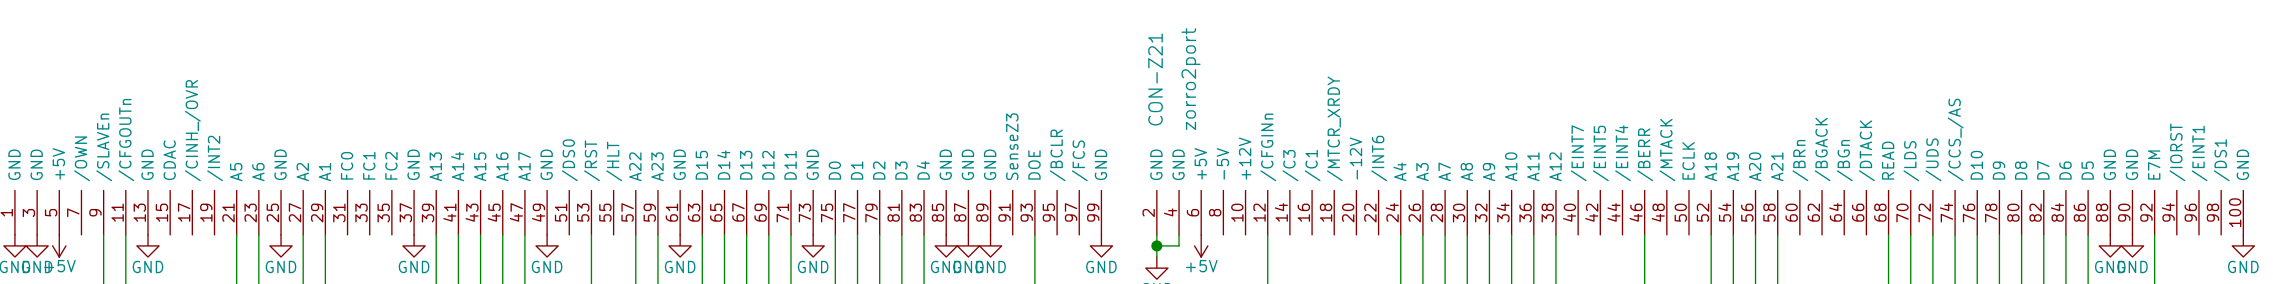 GND 1
GND 3
+5V 5
/OWN 7
/SLAVEn 9
/CFGOUTn 11
GND 13
CDAC 15
/CINH_/OVR 17
/INT2 19
A5 21
A6 23
GND 25
A2 27
A1 29
FC0 31
FC1 33
FC2 35
GND 37
A13 39
A14 41
A15 43
A16 45
A17 47
GND 49
/DS0 51
/RST 53
/HLT 55
A22 57
A23 59
GND 61
D15 63
D14 65
D13 67
D12 69
D11 71
GND 73
D0 75
D1 77
D2 79
D3 81
D4 83
GND 85
GND 87
GND 89
SenseZ3 91
DOE 93
/BCLR 95
/FCS 97
GND 99
GND GND +5V GND GND GND GND GND GND GND GND GND GND
CON-Z21
zorro2port
GND 2
GND 4
+5V 6
-5V 8
+12V 10
/CFGINn 12
/C3 14
/C1 16
/MTCR_XRDY 18
-12V 20
/INT6 22
A4 24
A3 26
A7 28
A8 30
A9 32
A10 34
A11 36
A12 38
/EINT7 40
/EINT5 42
/EINT4 44
/BERR 46
/MTACK 48
ECLK 50
A18 52
A19 54
A20 56
A21 58
/BRn 60
/BGACK 62
/BGn 64
/DTACK 66
READ 68
/LDS 70
/UDS 72
/CCS_/AS 74
D10 76
D9 78
D8 80
D7 82
D6 84
D5 86
GND 88
GND 90
E7M 92
/IORST 94
/EINT1 96
/DS1 98
GND 100
+5V GND GND GND